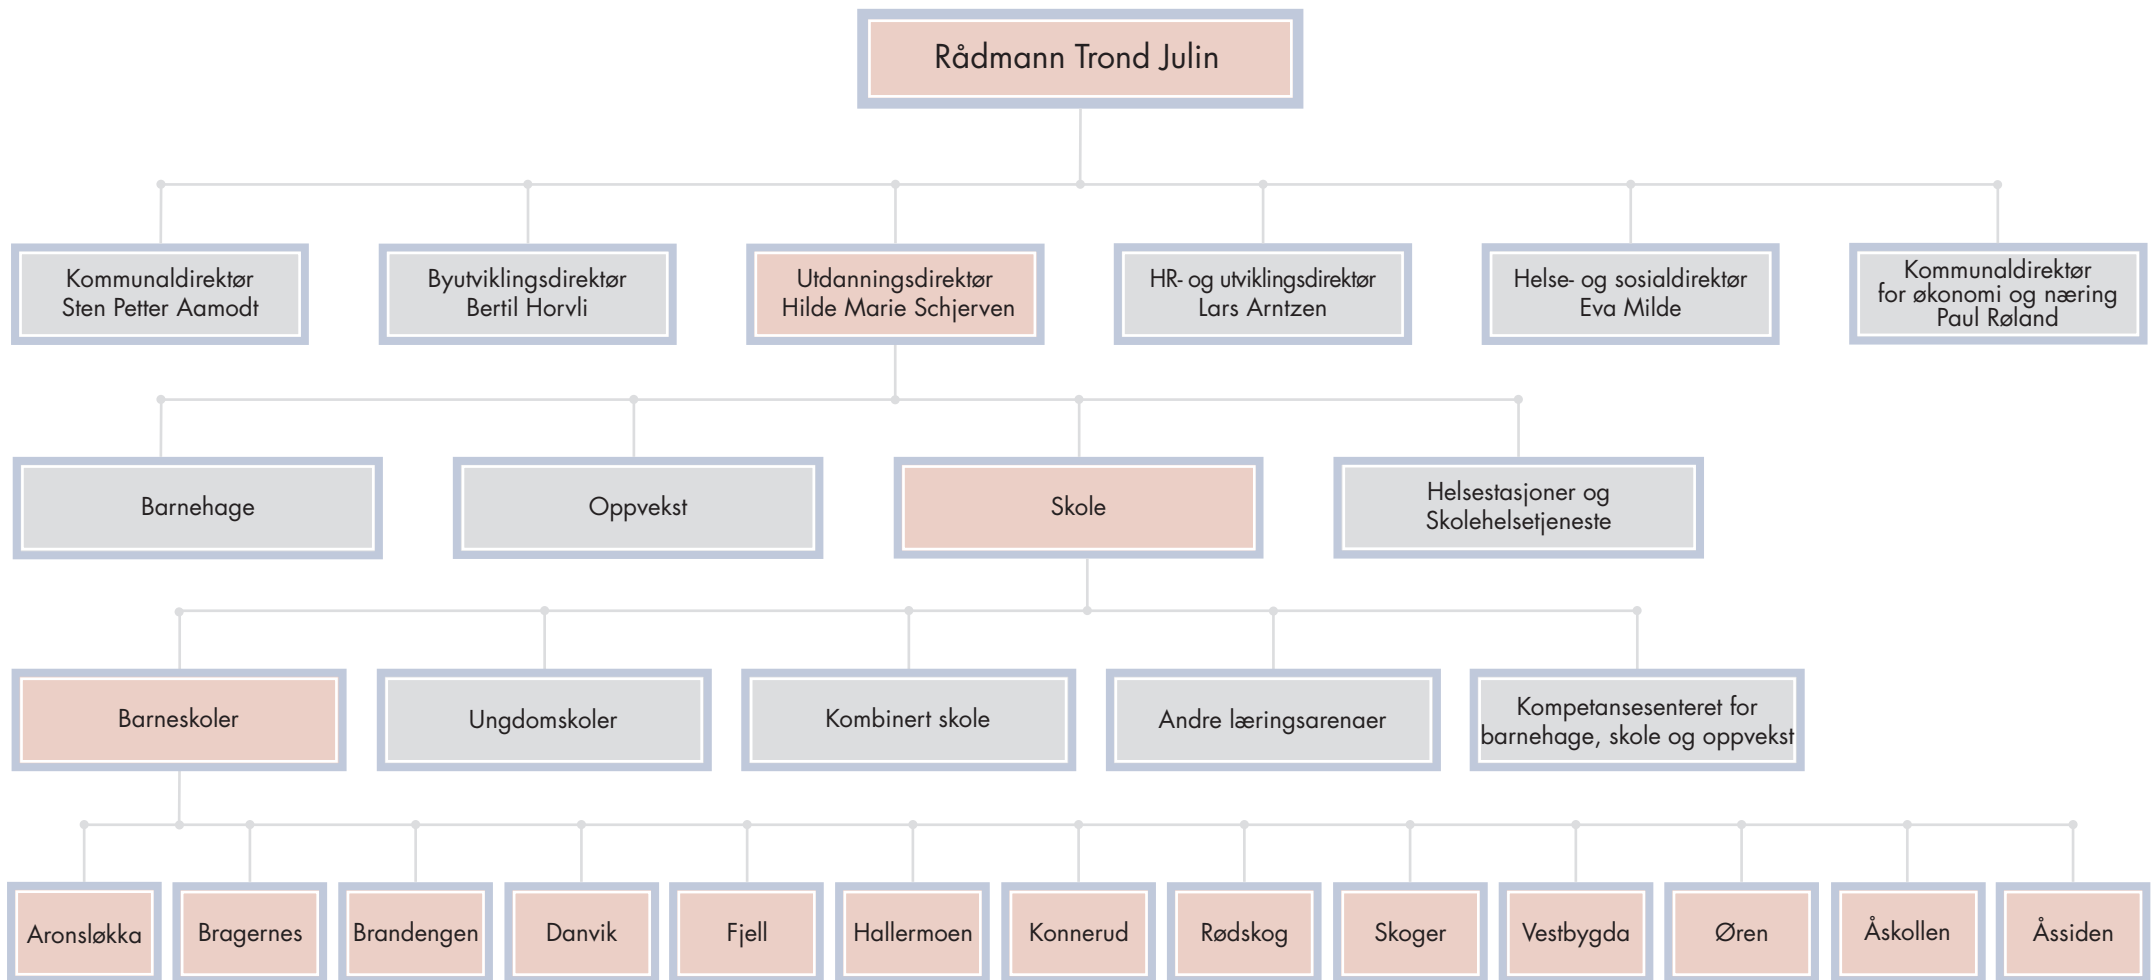 Rådmann Trond Julin
Kommunaldirektør
Sten Petter Aamodt
Byutviklingsdirektør
Bertil Horvli
Utdanningsdirektør
Hilde Marie Schjerven
HR- og utviklingsdirektør
Lars Arntzen
Helse- og sosialdirektør
Eva Milde
Kommunaldirektør
for økonomi og næring
Paul Røland
Barnehage
Oppvekst
Skole
Helsestasjoner og
Skolehelsetjeneste
Barneskoler
Ungdomskoler
Kombinert skole
Andre læringsarenaer
Kompetansesenteret for
barnehage, skole og oppvekst
Aronsløkka
Bragernes
Brandengen
Danvik
Fjell
Hallermoen
Konnerud
Rødskog
Skoger
Vestbygda
Øren
Åskollen
Åssiden